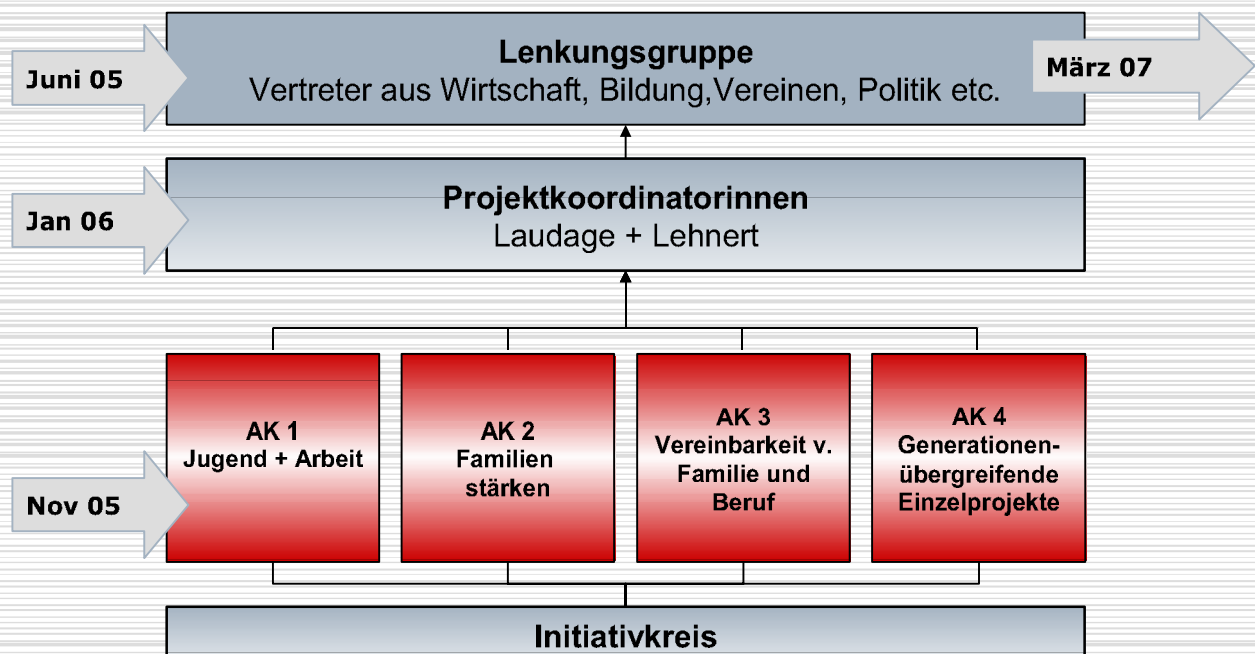 Lenkungsgruppe
Vertreter aus Wirtschaft, Bildung,Vereinen, Politik etc.
Juni 05
März 07
Projektkoordinatorinnen
Laudage + Lehnert
Jan 06
AK 1
Jugend + Arbeit
AK 2
Familien
stärken
AK 3
Vereinbarkeit v.
Familie und
Beruf
AK 4
Generationen-
übergreifende
Einzelprojekte
Nov 05
Initiativkreis